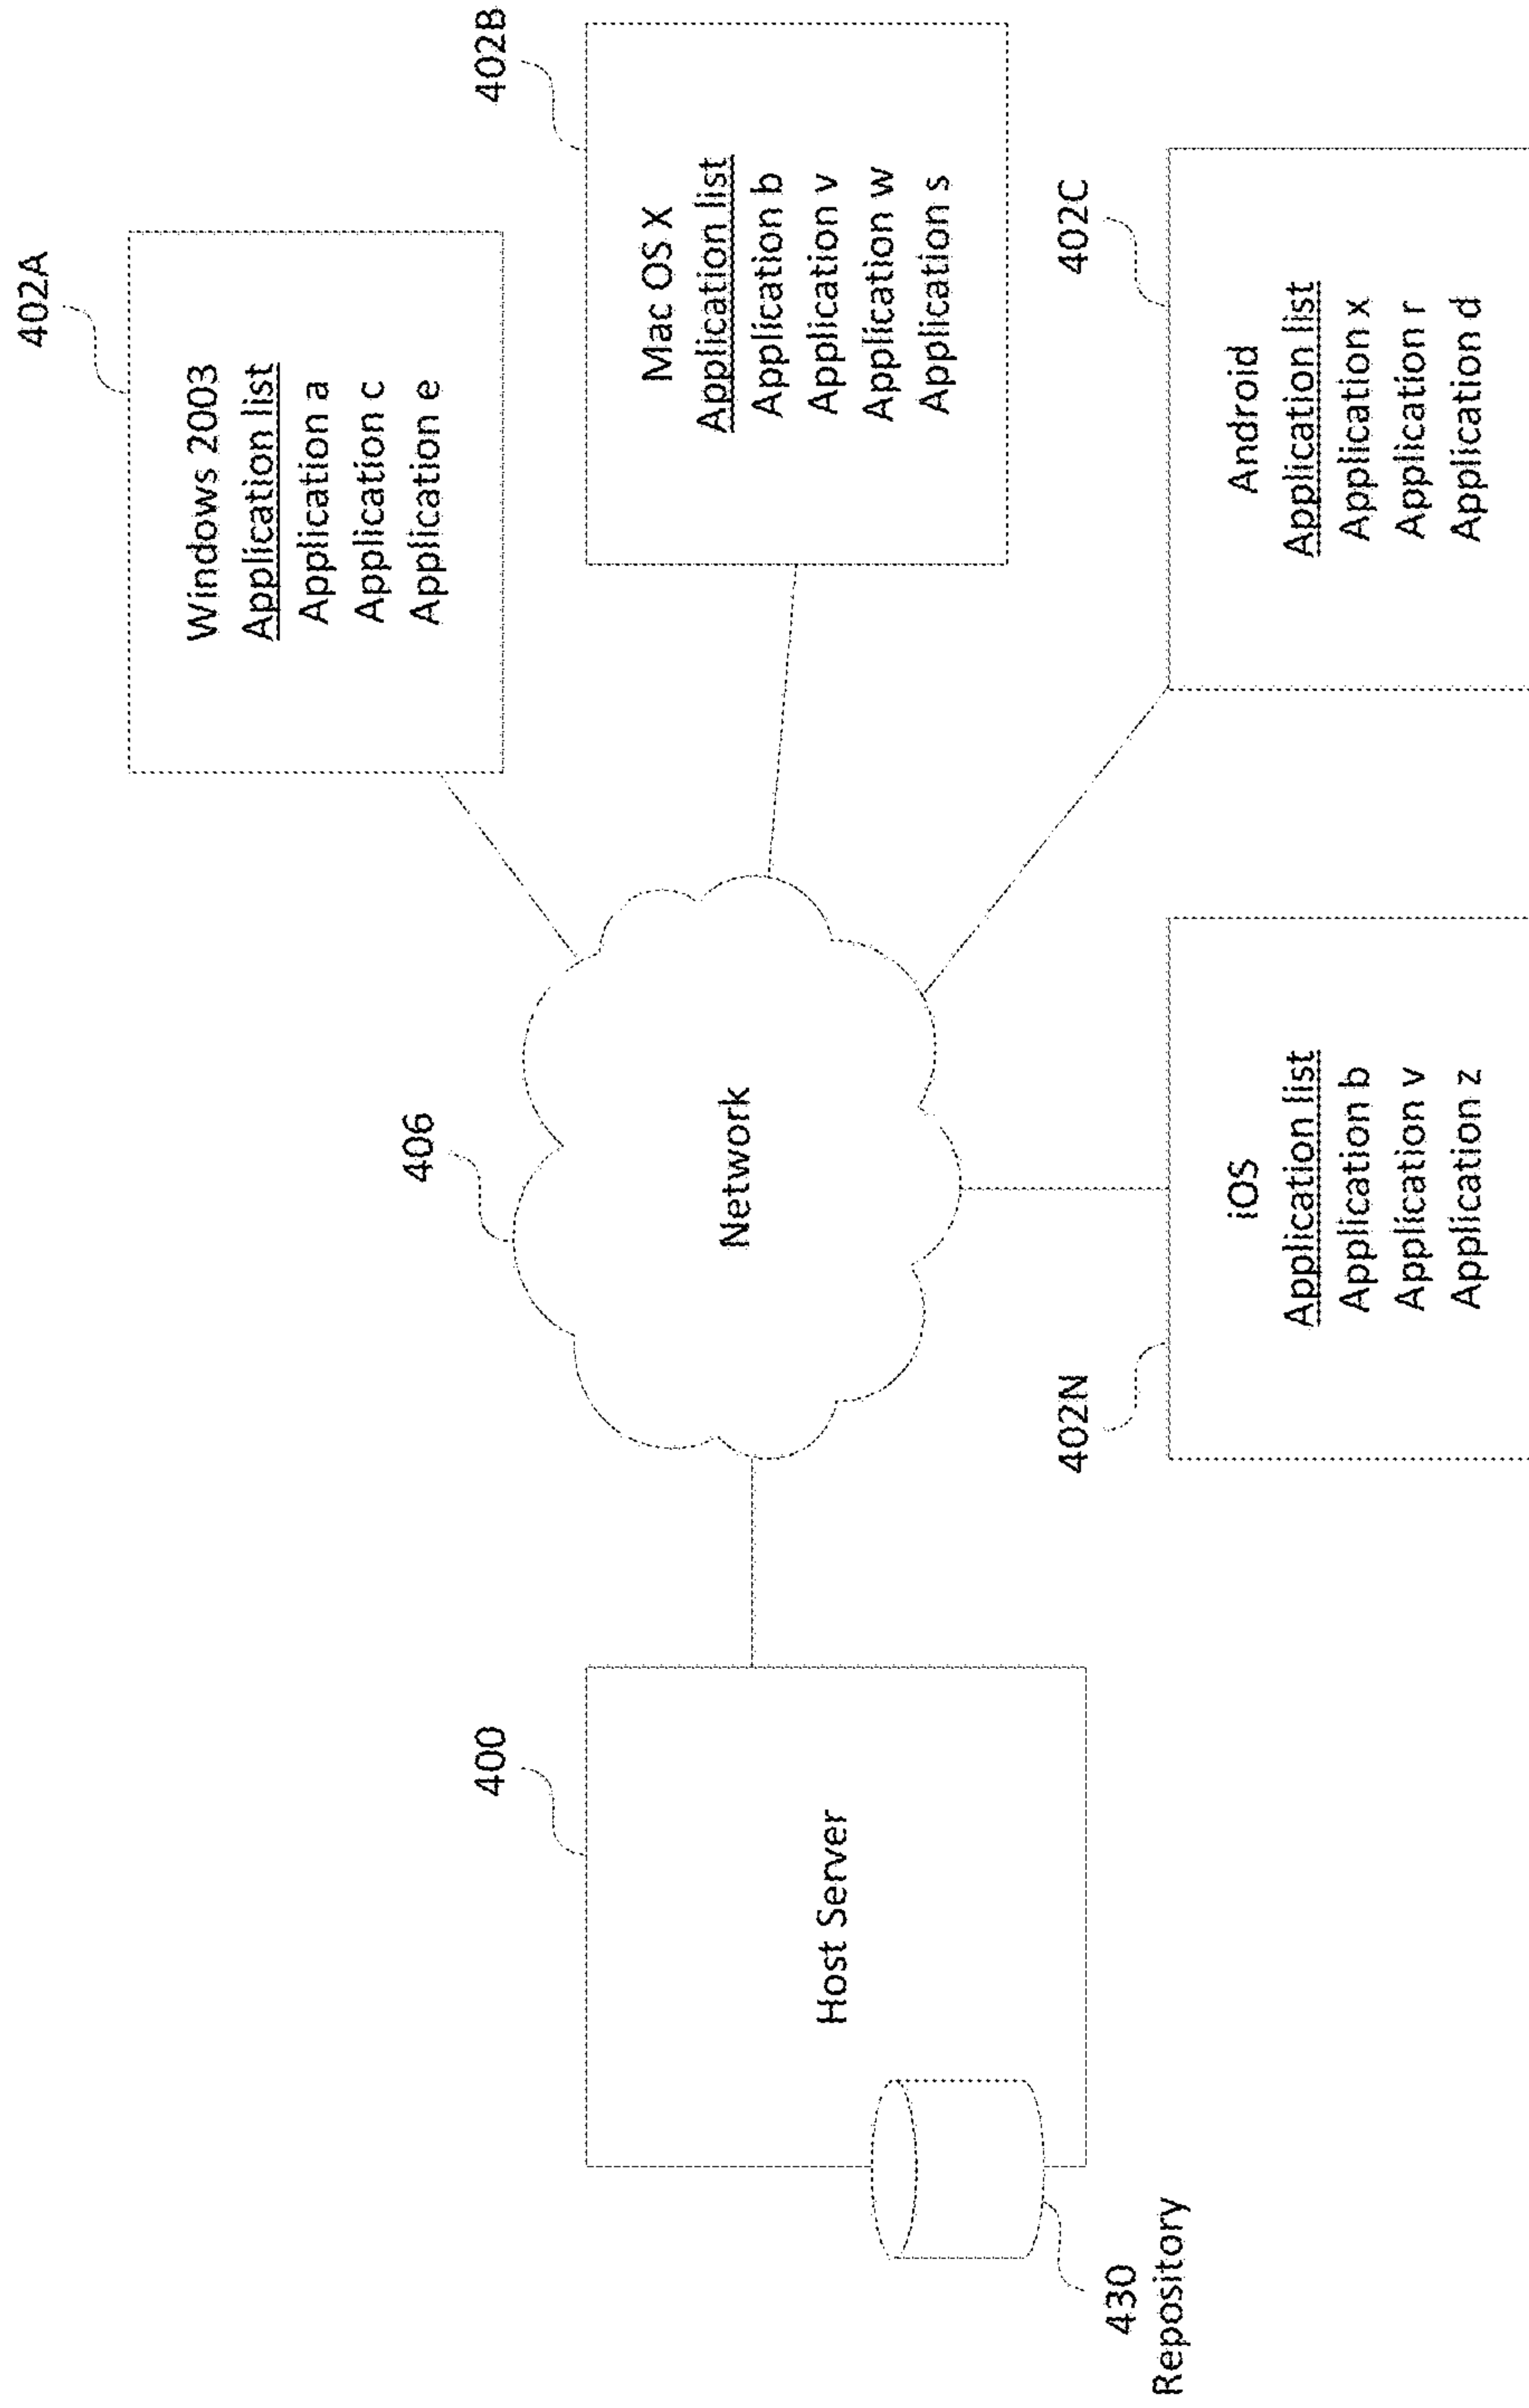 402A
Windows 2003
Application list
Application a
Application c
Application e
402B
Mac OS X
Application list
Application b
Application v
Application w
Application s
406
Network
400
Host Server
430
Repository
402N
iOS
Application list
Application b
Application v
Application z
402C
Android
Application list
Application x
Application r
Application d